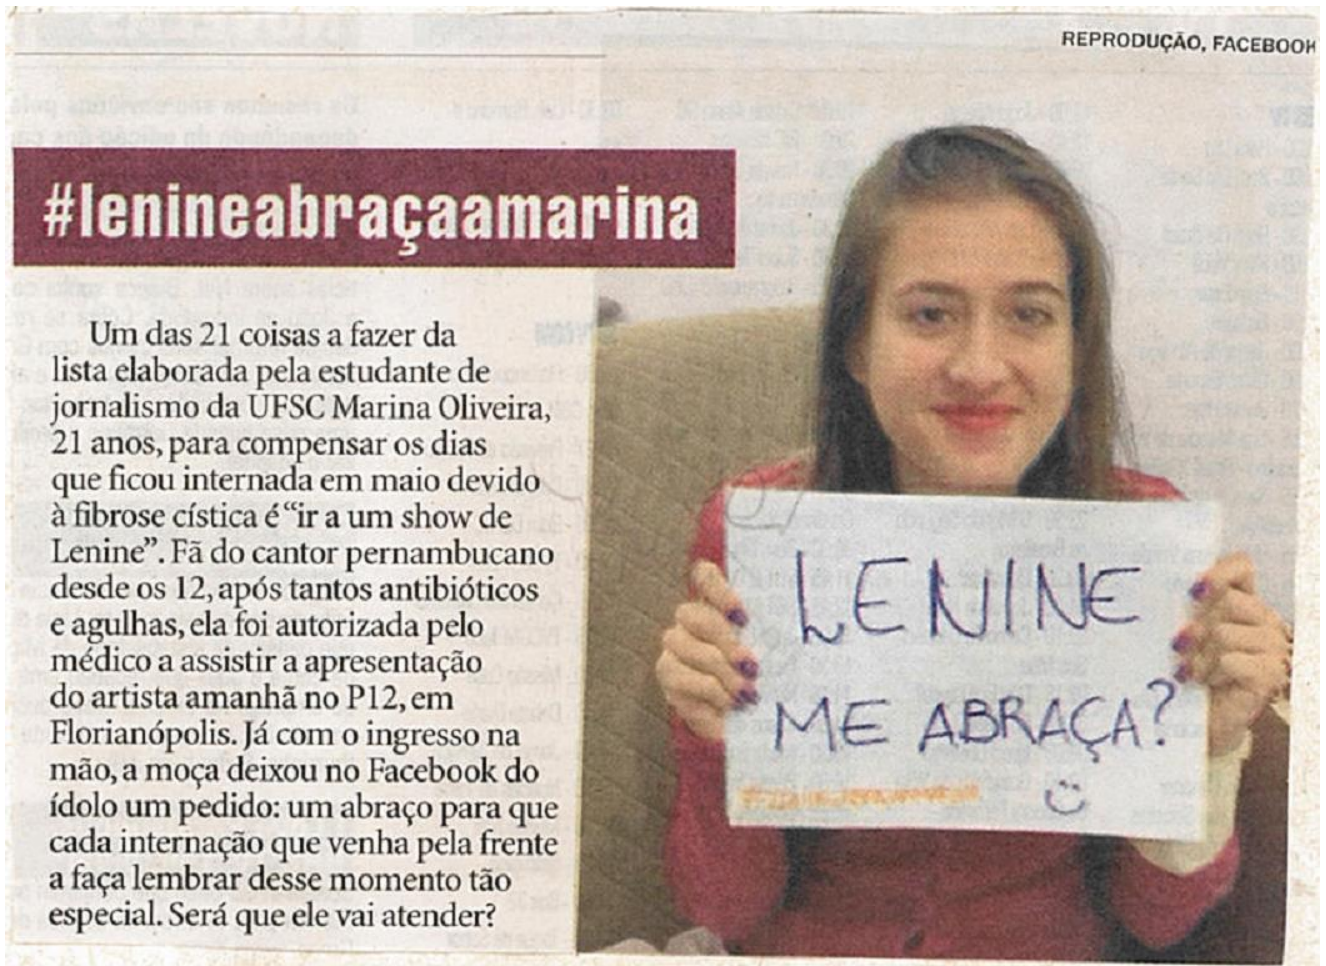 REPRODUÇÃO, FACEBOOK
#lenineabraçaamarina
Um das 21 coisas a fazer da
lista elaborada pela estudante de
jornalismo da UFSC Marina Oliveira,
21 anos, para compensar os dias
que ficou internada em maio devido
à fibrose cística é “ir a um show de
Lenine”. Fã do cantor pernambucano
desde os 12, após tantos antibióticos
e agulhas, ela foi autorizada pelo
médico a assistir a apresentação
do artista amanhã no P12, em
Florianópolis. Já com o ingresso na
mão, a moça deixou no Facebook do
ídolo um pedido: um abraço para que
cada internação que venha pela frente
a faça lembrar desse momento tão
especial. Será que ele vai atender?
LENINE
ME ABRAÇA?